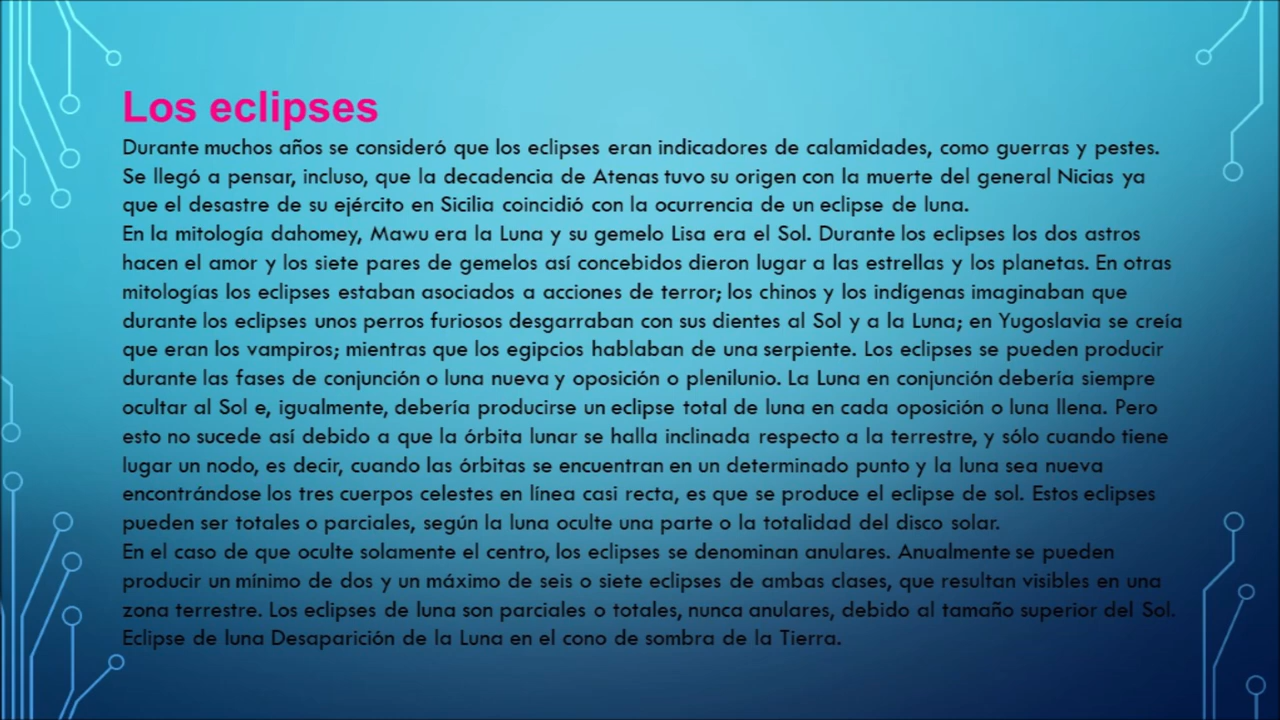 Los eclipses
Durante muchos años se consideró que los eclipses eran indicadores de calamidades, como guerras y pestes.
Se llegó a pensar, incluso, que la decadencia de Atenas tuvo su origen con la muerte del general Nicias ya
que el desastre de su ejército en Sicilia coincidió con la ocurrencia de un eclipse de luna.
En la mitología dahomey, Mawu era la Luna y su gemelo Lisa era el Sol. Durante los eclipses los dos astros
hacen el amor y los siete pares de gemelos así concebidos dieron lugar a las estrellas y los planetas. En otras
mitologías los eclipses estaban asociados a acciones de terror; los chinos y los indígenas imaginaban que
durante los eclipses unos perros furiosos desgarraban con sus dientes al Sol y a la Luna; en Yugoslavia se creía
que eran los vampiros; mientras que los egipcios hablaban de una serpiente. Los eclipses se pueden producir
durante las fases de conjunción o luna nueva y oposición o plenilunio. La Luna en conjunción debería siempre
ocultar al Sol e, igualmente, debería producirse un eclipse total de luna en cada oposición o luna llena. Pero
esto no sucede así debido a que la órbita lunar se halla inclinada respecto a la terrestre, y sólo cuando tiene
lugar un nodo, es decir, cuando las órbitas se encuentran en un determinado punto y la luna sea nueva
encontrándose los tres cuerpos celestes en línea casi recta, es que se produce el eclipse de sol. Estos eclipses
pueden ser totales o parciales, según la luna oculte una parte o la totalidad del disco solar.
En el caso de que oculte solamente el centro, los eclipses se denominan anulares. Anualmente se pueden
producir un mínimo de dos y un máximo de seis o siete eclipses de ambas clases, que resultan visibles en una
zona terrestre. Los eclipses de luna son parciales o totales, nunca anulares, debido al tamaño superior del Sol.
Eclipse de luna Desaparición de la Luna en el cono de sombra de la Tierra.